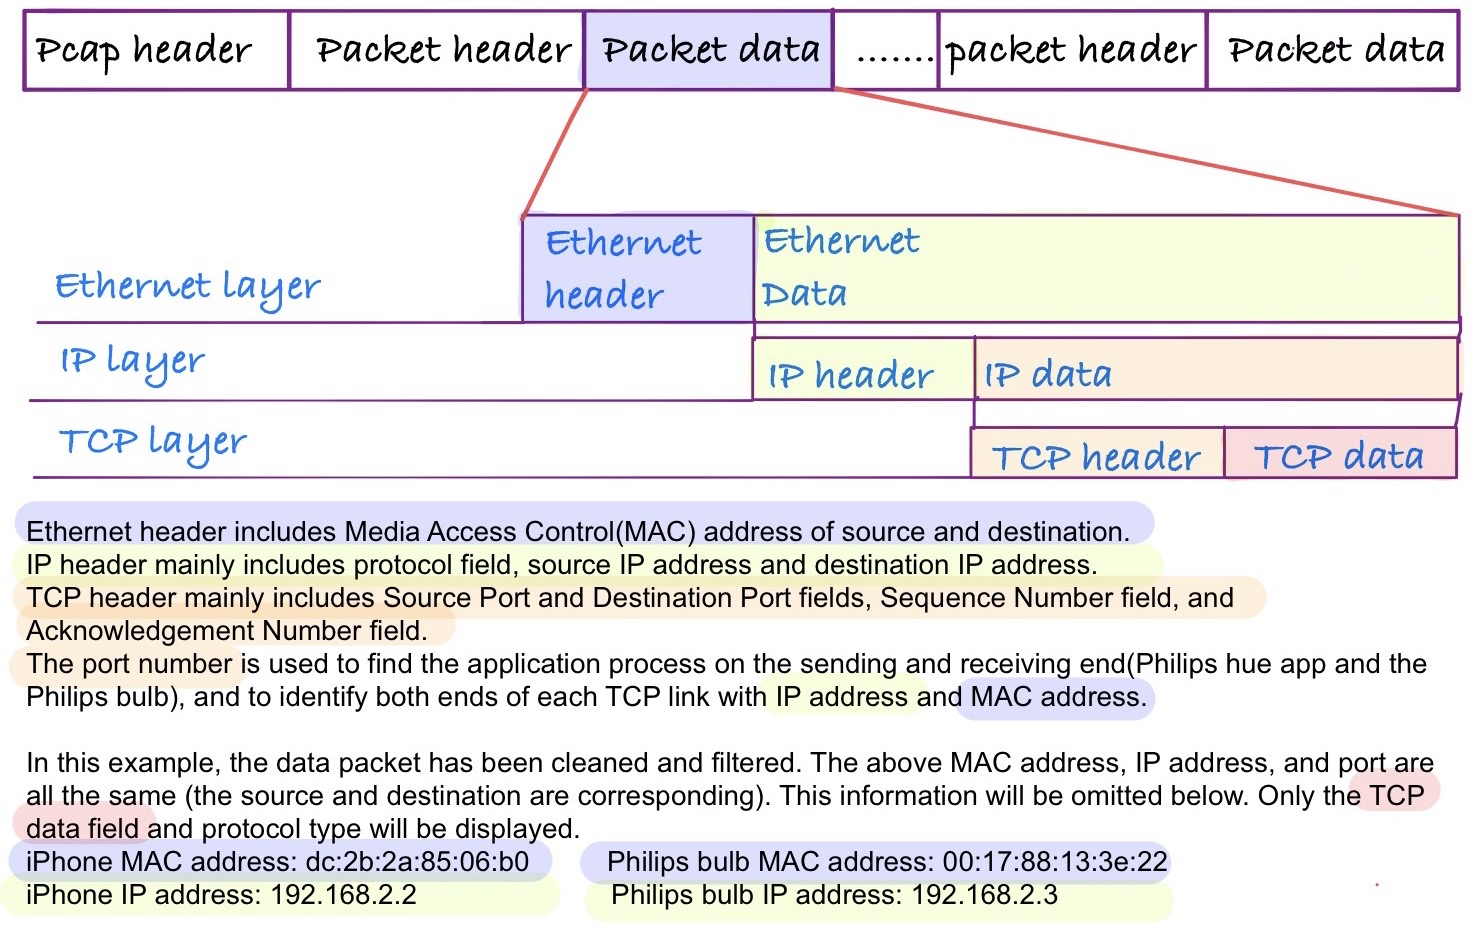 Pcap header Packet header Packet data ....... packet header Packet data
Ethernet layer
Ethernet header
Ethernet Data
IP layer
IP header IP data
TCP layer
TCP header TCP data
Ethernet header includes Media Access Control(MAC) address of source and destination.
IP header mainly includes protocol field, source IP address and destination IP address.
TCP header mainly includes Source Port and Destination Port fields, Sequence Number field, and
Acknowledgement Number field.
The port number is used to find the application process on the sending and receiving end(Philips hue app and the
Philips bulb), and to identify both ends of each TCP link with IP address and MAC address.
In this example, the data packet has been cleaned and filtered. The above MAC address, IP address, and port are
all the same (the source and destination are corresponding). This information will be omitted below. Only the TCP
data field and protocol type will be displayed.
iPhone MAC address: dc:2b:2a:85:06:b0 Philips bulb MAC address: 00:17:88:13:3e:22
iPhone IP address: 192.168.2.2 Philips bulb IP address: 192.168.2.3